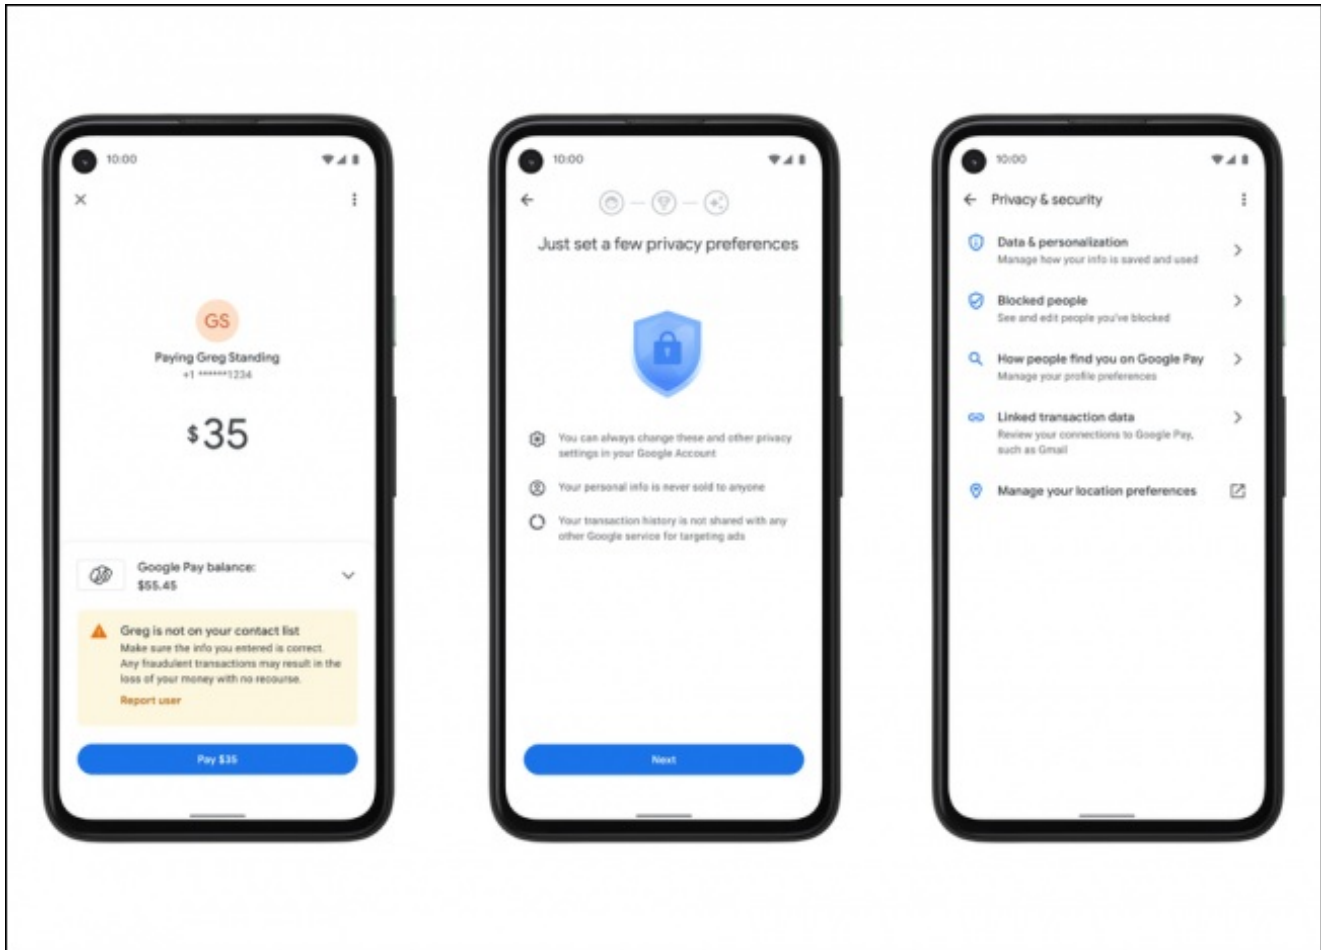 10:00
GS
Paying Greg Standing
+1 ******1234
$35
Google Pay balance:
$55.45
Greg is not on your contact list
Make sure the info you entered is correct.
Any fraudulent transactions may result in the
loss of your money with no recourse.
Report user
Pay $35
10:00
Just set a few privacy preferences
You can always change these and other privacy
settings in your Google Account
Your personal info is never sold to anyone
Your transaction history is not shared with any
other Google service for targeting ads
Next
10:00
Privacy & security
Data & personalization
Manage how your info is saved and used
Blocked people
See and edit people you've blocked
How people find you on Google Pay
Manage your profile preferences
Linked transaction data
Review your connections to Google Pay,
such as Gmail
Manage your location preferences